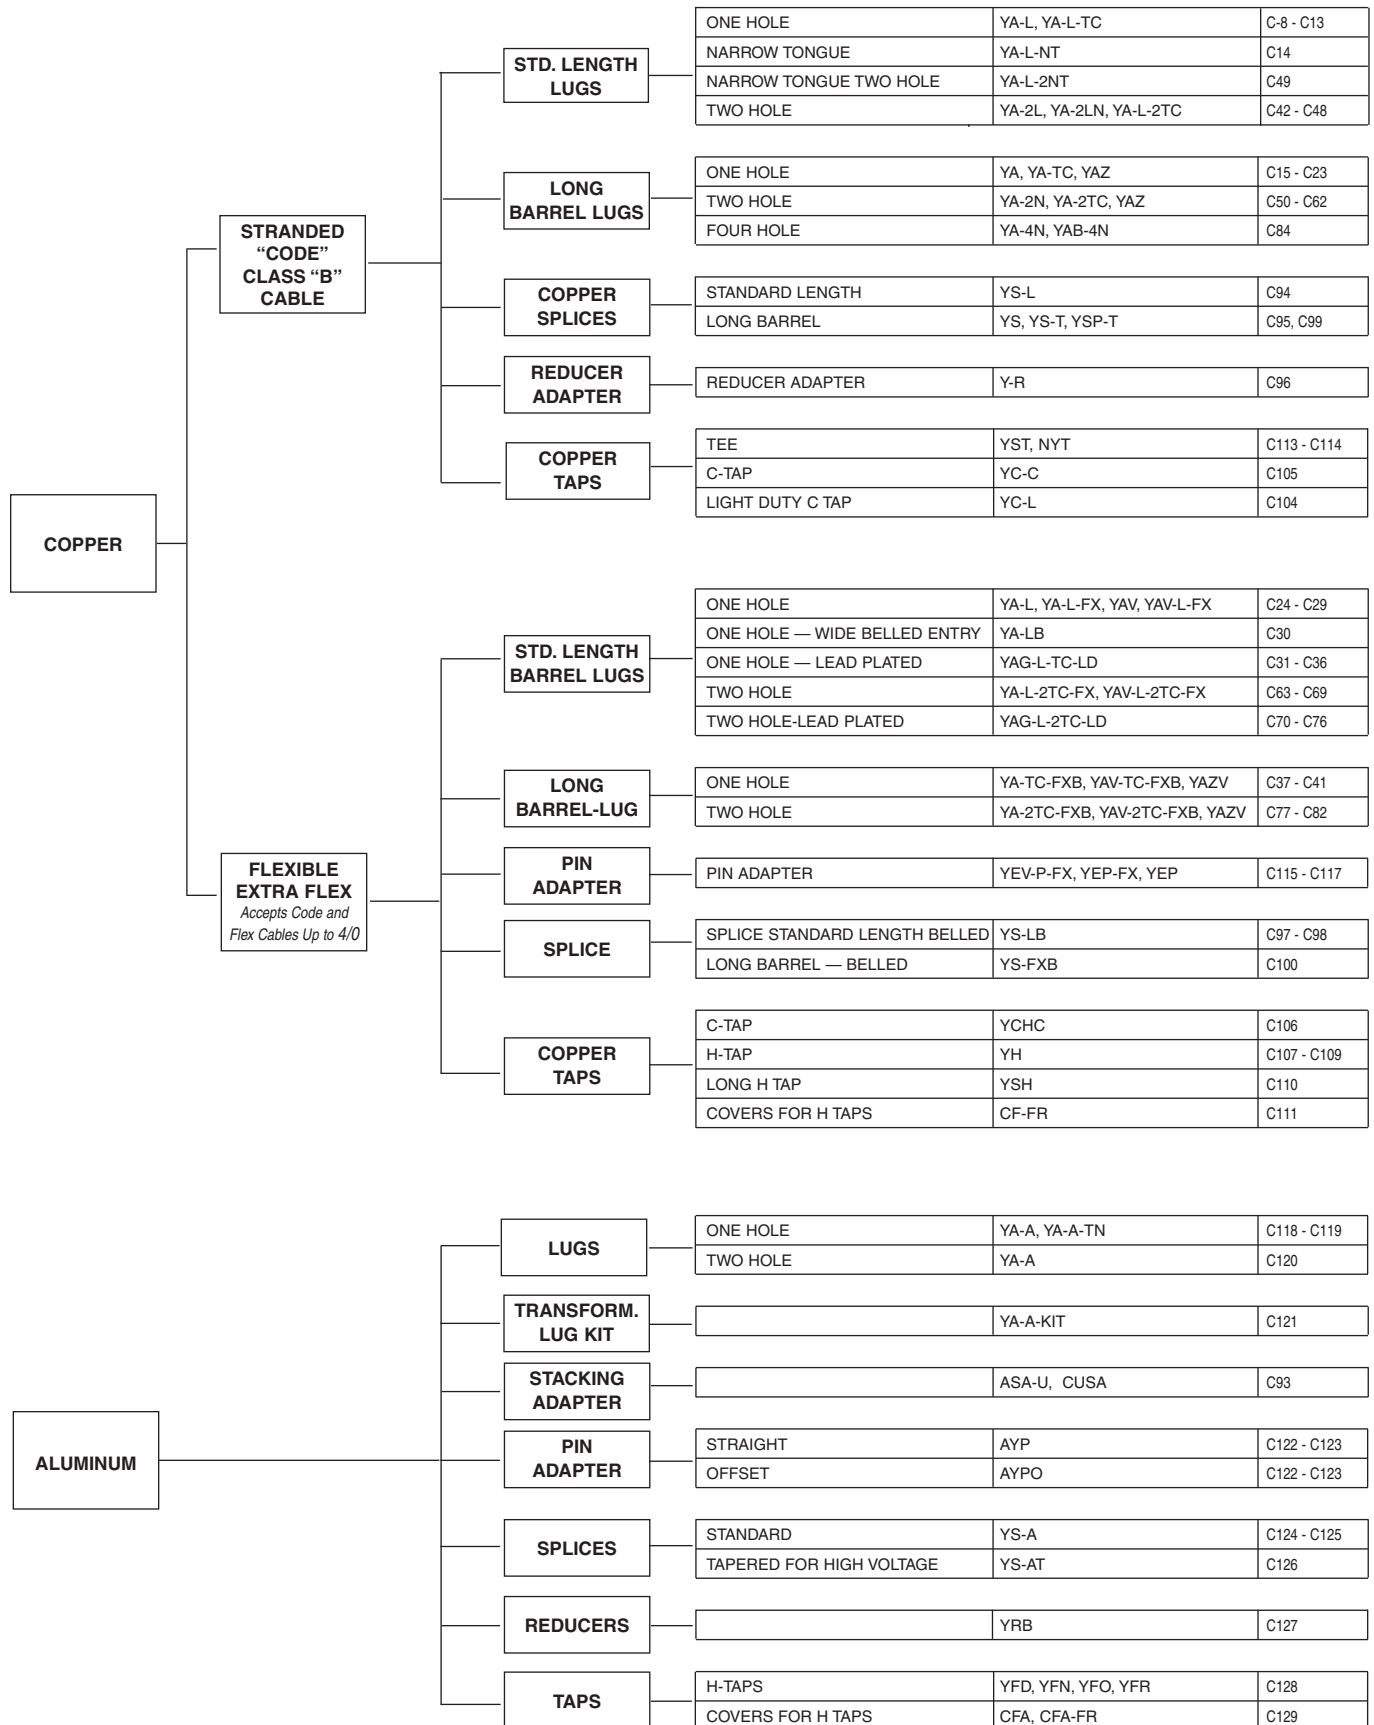 COPPER
STRANDED
“CODE”
CLASS “B”
CABLE
STD. LENGTH
LUGS
ONE HOLE YA-L, YA-L-TC C-8 - C13
NARROW TONGUE YA-L-NT C14
NARROW TONGUE TWO HOLE YA-L-2NT C49
TWO HOLE YA-2L, YA-2LN, YA-L-2TC C42 - C48
LONG
BARREL LUGS
ONE HOLE YA, YA-TC, YAZ C15 - C23
TWO HOLE YA-2N, YA-2TC, YAZ C50 - C62
FOUR HOLE YA-4N, YAB-4N C84
COPPER
SPLICES
STANDARD LENGTH YS-L C94
LONG BARREL YS, YS-T, YSP-T C95, C99
REDUCER
ADAPTER
REDUCER ADAPTER Y-R C96
COPPER
TAPS
TEE YST, NYT C113 - C114
C-TAP YC-C C105
LIGHT DUTY C TAP YC-L C104
FLEXIBLE
EXTRA FLEX
Accepts Code and
Flex Cables Up to 4/0
STD. LENGTH
BARREL LUGS
ONE HOLE YA-L, YA-L-FX, YAV, YAV-L-FX C24 - C29
ONE HOLE — WIDE BELLED ENTRY YA-LB C30
ONE HOLE — LEAD PLATED YAG-L-TC-LD C31 - C36
TWO HOLE YA-L-2TC-FX, YAV-L-2TC-FX C63 - C69
TWO HOLE-LEAD PLATED YAG-L-2TC-LD C70 - C76
LONG
BARREL-LUG
ONE HOLE YA-TC-FXB, YAV-TC-FXB, YAZV C37 - C41
TWO HOLE YA-2TC-FXB, YAV-2TC-FXB, YAZV C77 - C82
PIN
ADAPTER
PIN ADAPTER YEV-P-FX, YEP-FX, YEP C115 - C117
SPLICE
SPLICE STANDARD LENGTH BELLED YS-LB C97 - C98
LONG BARREL — BELLED YS-FXB C100
COPPER
TAPS
C-TAP YCHC C106
H-TAP YH C107 - C109
LONG H TAP YSH C110
COVERS FOR H TAPS CF-FR C111
ALUMINUM
LUGS
ONE HOLE YA-A, YA-A-TN C118 - C119
TWO HOLE YA-A C120
TRANSFORM.
LUG KIT
YA-A-KIT C121
STACKING
ADAPTER
ASA-U, CUSA C93
PIN
ADAPTER
STRAIGHT AYP C122 - C123
OFFSET AYPO C122 - C123
SPLICES
STANDARD YS-A C124 - C125
TAPERED FOR HIGH VOLTAGE YS-AT C126
REDUCERS
YRB C127
TAPS
H-TAPS YFD, YFN, YFO, YFR C128
COVERS FOR H TAPS CFA, CFA-FR C129